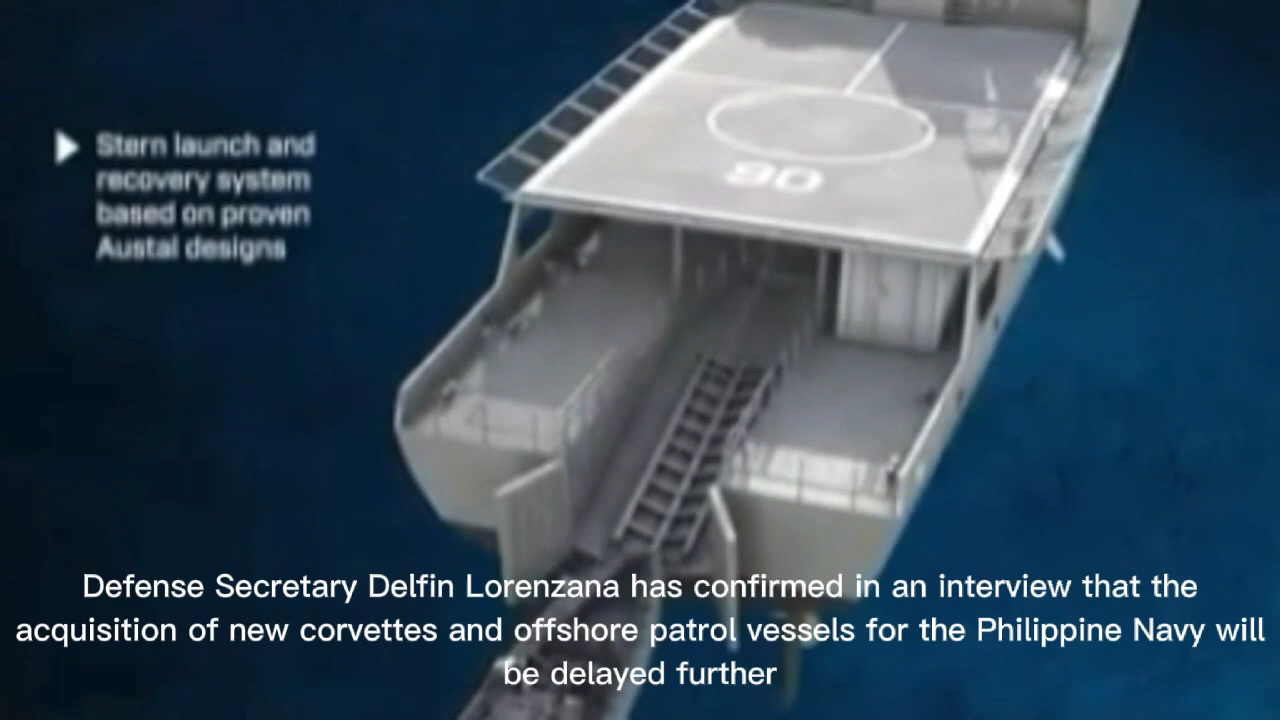 Stern launch and
recovery system
based on proven
Austal designs
90
Defense Secretary Delfin Lorenzana has confirmed in an interview that the
acquisition of new corvettes and offshore patrol vessels for the Philippine Navy will
be delayed further